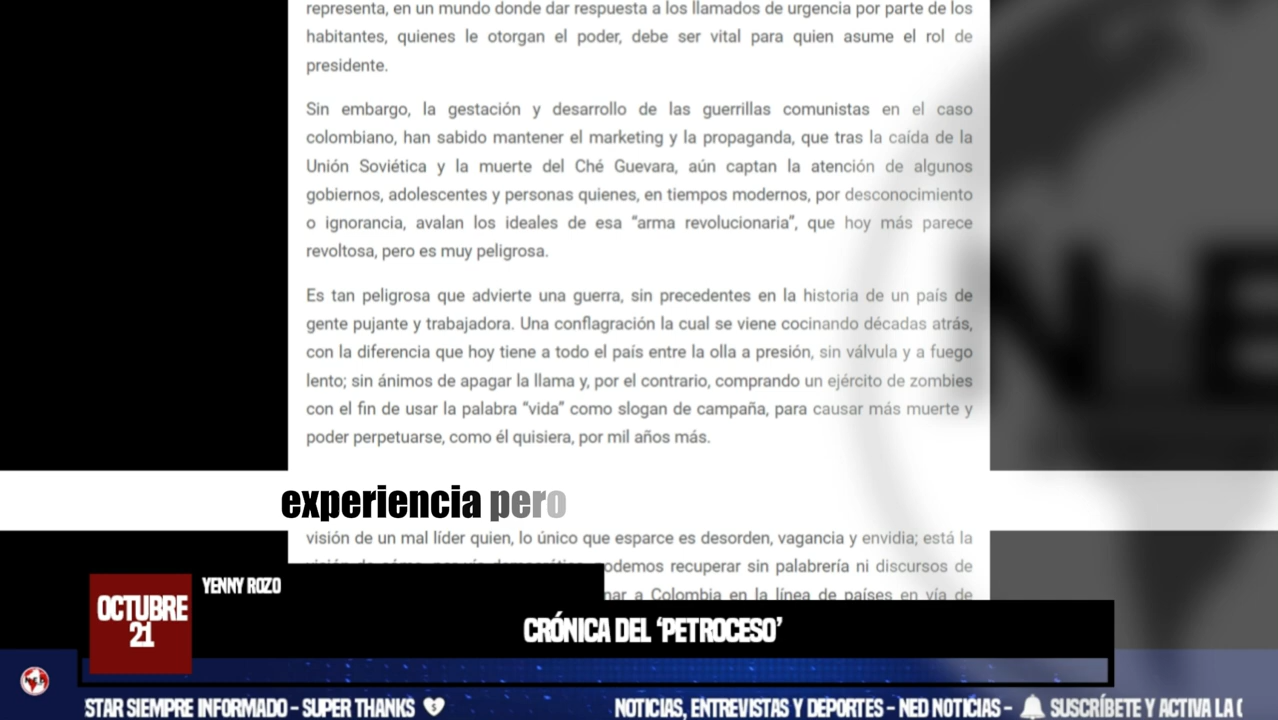 representa, en un mundo donde dar respuesta a los llamados de urgencia por parte de los
habitantes, quienes le otorgan el poder, debe ser vital para quien asume el rol de
presidente.
Sin embargo, la gestación y desarrollo de las guerrillas comunistas en el caso
colombiano, han sabido mantener el marketing y la propaganda, que tras la caída de la
Unión Soviética y la muerte del Ché Guevara, aún captan la atención de algunos
gobiernos, adolescentes y personas quienes, en tiempos modernos, por desconocimiento
o ignorancia, avalan los ideales de esa “arma revolucionaria”, que hoy más parece
revoltosa, pero es muy peligrosa.
Es tan peligrosa que advierte una guerra, sin precedentes en la historia de un país de
gente pujante y trabajadora. Una conflagración la cual se viene cocinando décadas atrás,
con la diferencia que hoy tiene a todo el país entre la olla a presión, sin válvula y a fuego
lento; sin ánimos de apagar la llama y, por el contrario, comprando un ejército de zombies
con el fin de usar la palabra “vida” como slogan de campaña, para causar más muerte y
poder perpetuarse, como él quisiera, por mil años más.
experiencia pero
visión de un mal líder quien, lo único que esparce es desorden, vagancia y envidia; está la
podemos recuperar sin palabrería ni discursos de
a Colombia en la línea de países en vía de
NE
YENNY ROZO
OCTUBRE
21
CRÓNICA DEL ‘PETROCESO’
STAR SIEMPRE INFORMADO – SUPER THANKS
NOTICIAS, ENTREVISTAS Y DEPORTES – NED NOTICIAS –
SUSCRÍBETE Y ACTIVA LA